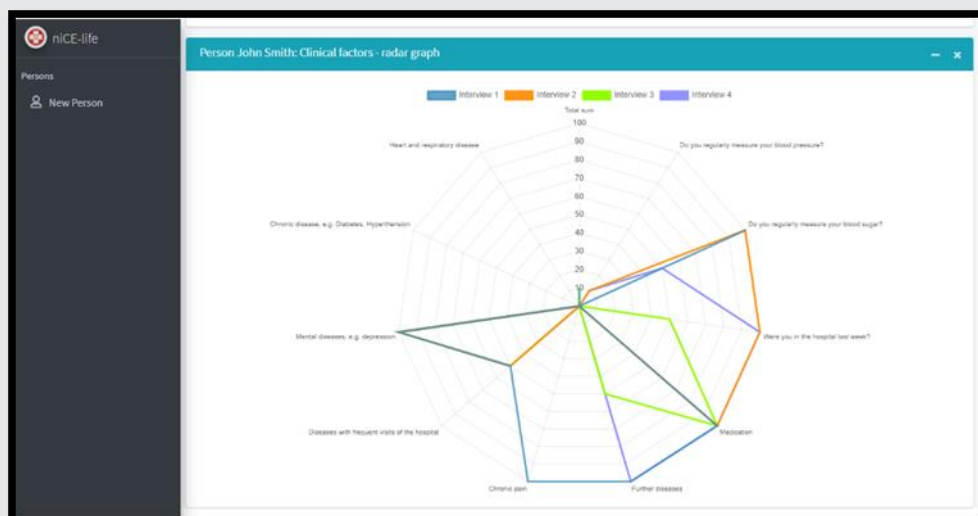 niCE-life
Persons
New Person
Person John Smith: Clinical factors - radar graph
Interview 1 Interview 2 Interview 3 Interview 4
Total sum
100
90
80
70
60
50
40
30
20
10
Heart and respiratory disease
Do you regularly measure your blood pressure?
Chronic disease, e.g. Diabetes, Hyperthension
Do you regularly measure your blood sugar?
Mental diseases, e.g. depression
Were you in the hospital last week?
Diseases with frequent visits of the hospital
Medication
Chronic pain
Further diseases